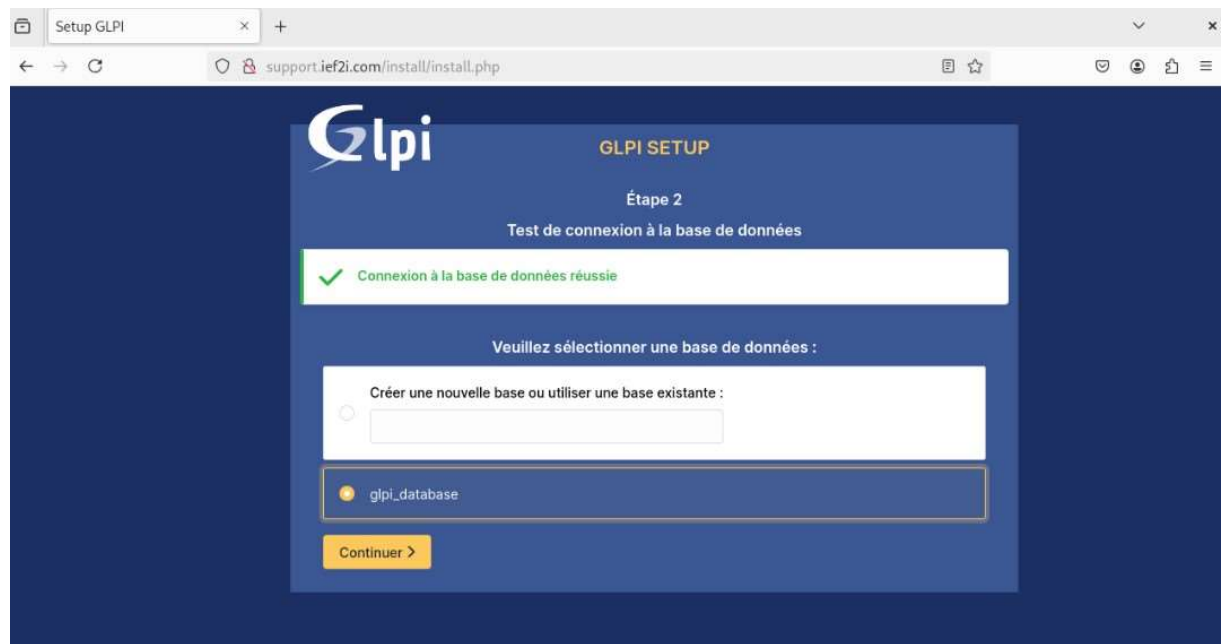 Setup GLPI
support.ief2i.com/install/install.php
Glpi
GLPI SETUP
Étape 2
Test de connexion à la base de données
Connexion à la base de données réussie
Veuillez sélectionner une base de données :
Créer une nouvelle base ou utiliser une base existante :
glpi_database
Continuer >